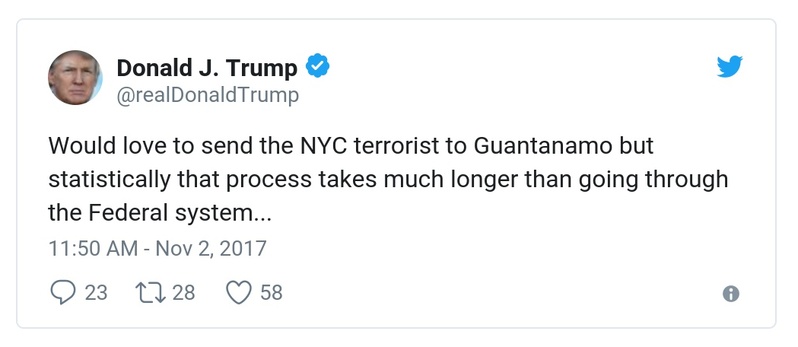 Donald J. Trump
@realDonaldTrump
Would love to send the NYC terrorist to Guantanamo but
statistically that process takes much longer than going through
the Federal system...
11:50 AM - Nov 2, 2017
23 28 58